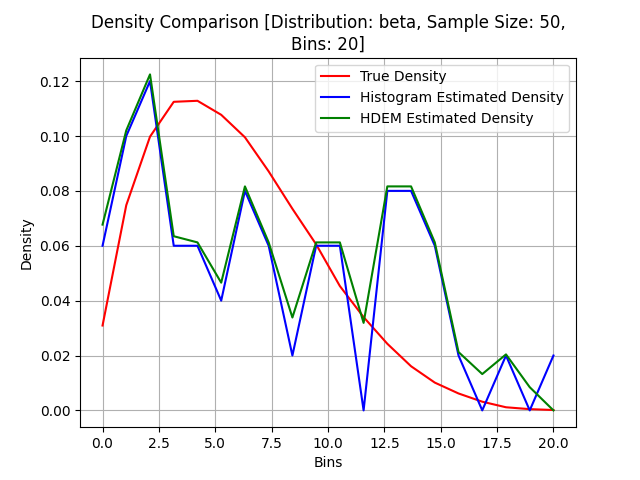 Density Comparison [Distribution: beta, Sample Size: 50,
Bins: 20]
True Density
Histogram Estimated Density
HDEM Estimated Density
Density
0.12
0.10
0.08
0.06
0.04
0.02
0.00
0.0 2.5 5.0 7.5 10.0 12.5 15.0 17.5 20.0
Bins